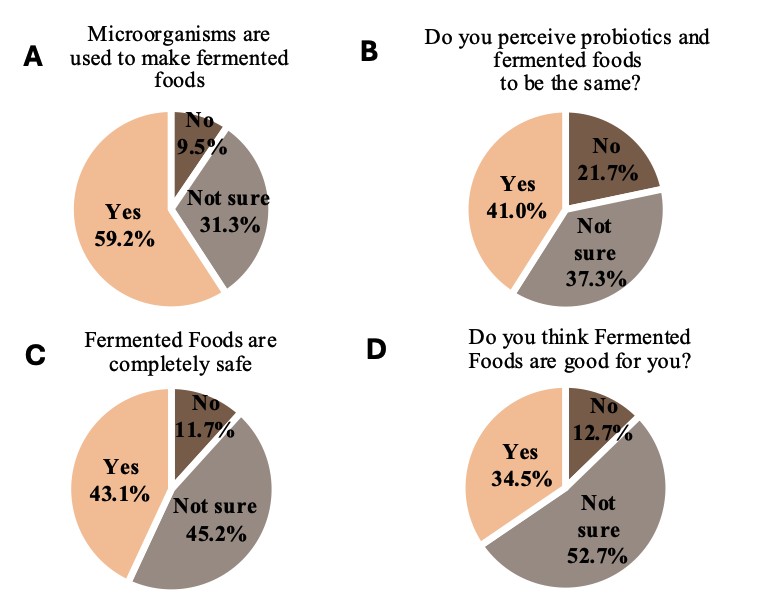 A
Microorganisms are
used to make fermented
foods
No
9.5%
Not sure
31.3%
Yes
59.2%
B
Do you perceive probiotics and
fermented foods
to be the same?
No
21.7%
Yes
41.0%
Not
sure
37.3%
C
Fermented Foods are
completely safe
No
11.7%
Yes
43.1%
Not sure
45.2%
D
Do you think Fermented
Foods are good for you?
No
12.7%
Yes
34.5%
Not
sure
52.7%